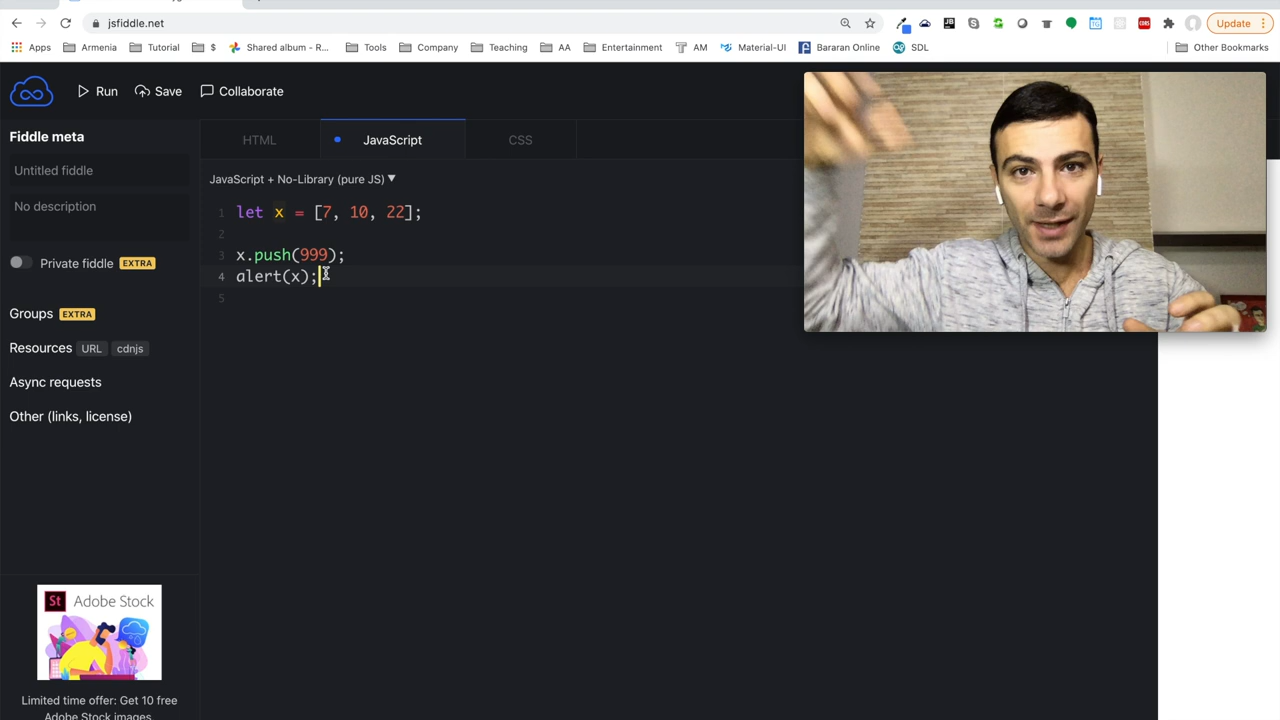 jsfiddle.net
Update
Apps Armenia Tutorial $ Shared album - R... Tools Company Teaching AA Entertainment AM Material-UI Bararan Online SDL Other Bookmarks
Run Save Collaborate
Fiddle meta
Untitled fiddle
No description
Private fiddle EXTRA
Groups EXTRA
Resources URL cdnjs
Async requests
Other (links, license)
HTML JavaScript CSS
JavaScript + No-Library (pure JS)
1 let x = [7, 10, 22];
2
3 x.push(999);
4 alert(x);
5
St Adobe Stock
Limited time offer: Get 10 free
Adobe Stock images